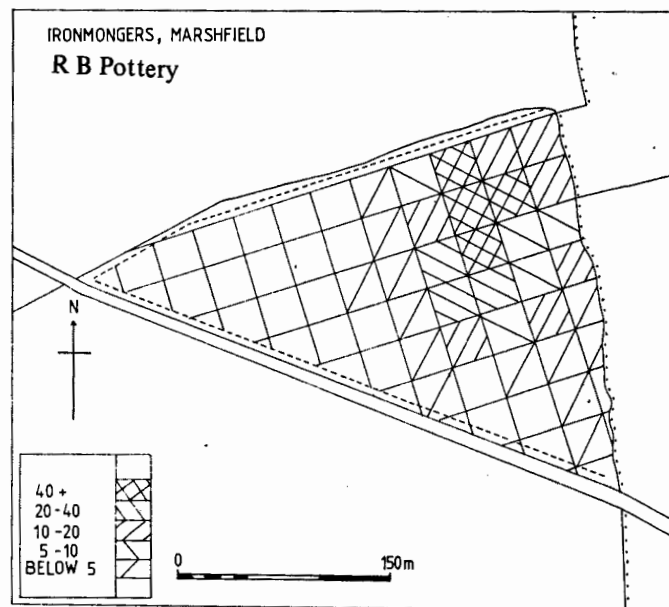 IRONMONGERS, MARSHFIELD
R B Pottery
N
40 +
20-40
10-20
5-10
BELOW 5
0 150m